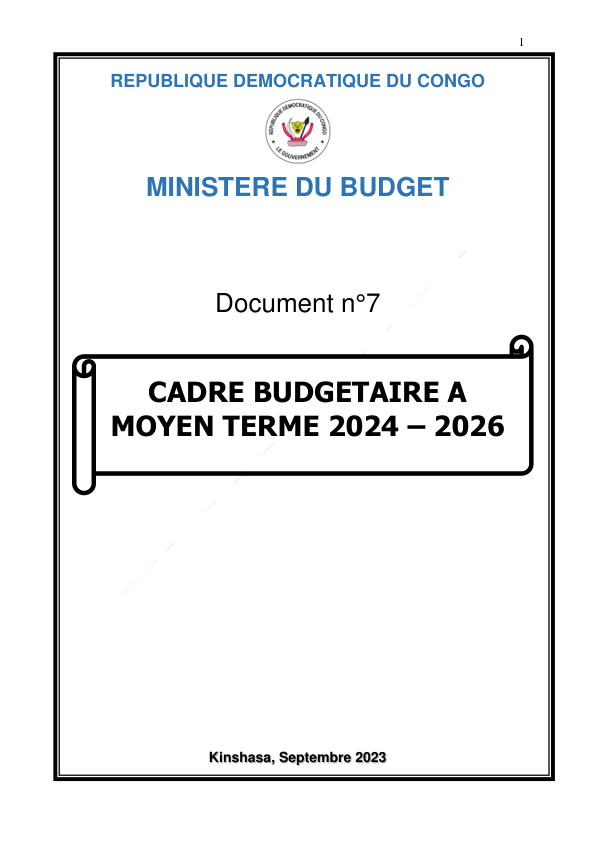 1
REPUBLIQUE DEMOCRATIQUE DU CONGO
REPUBLIQUE DEMOCRATIQUE DU CONGO
LE GOUVERNEMENT
MINISTERE DU BUDGET
Document n°7
CADRE BUDGETAIRE A
MOYEN TERME 2024 – 2026
Kinshasa, Septembre 2023